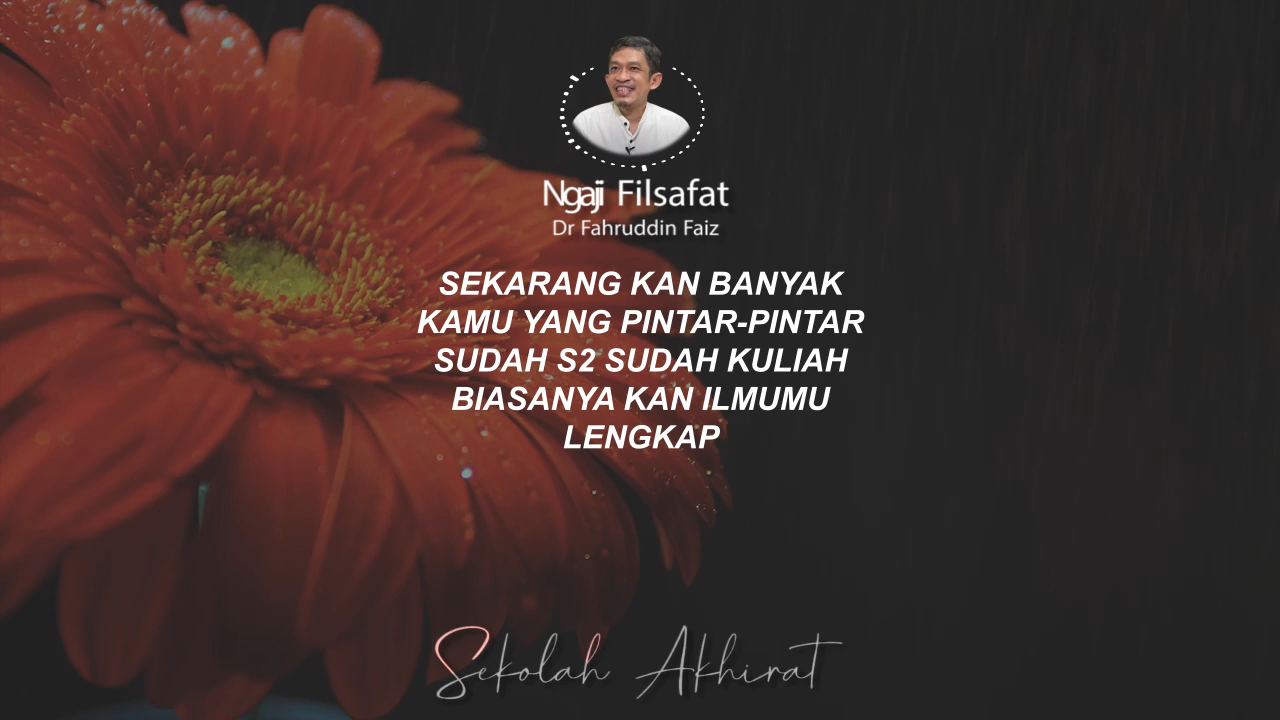 Ngaji Filsafat
Dr Fahruddin Faiz
SEKARANG KAN BANYAK
KAMU YANG PINTAR-PINTAR
SUDAH S2 SUDAH KULIAH
BIASANYA KAN ILMUMU
LENGKAP
Sekolah Akhirat